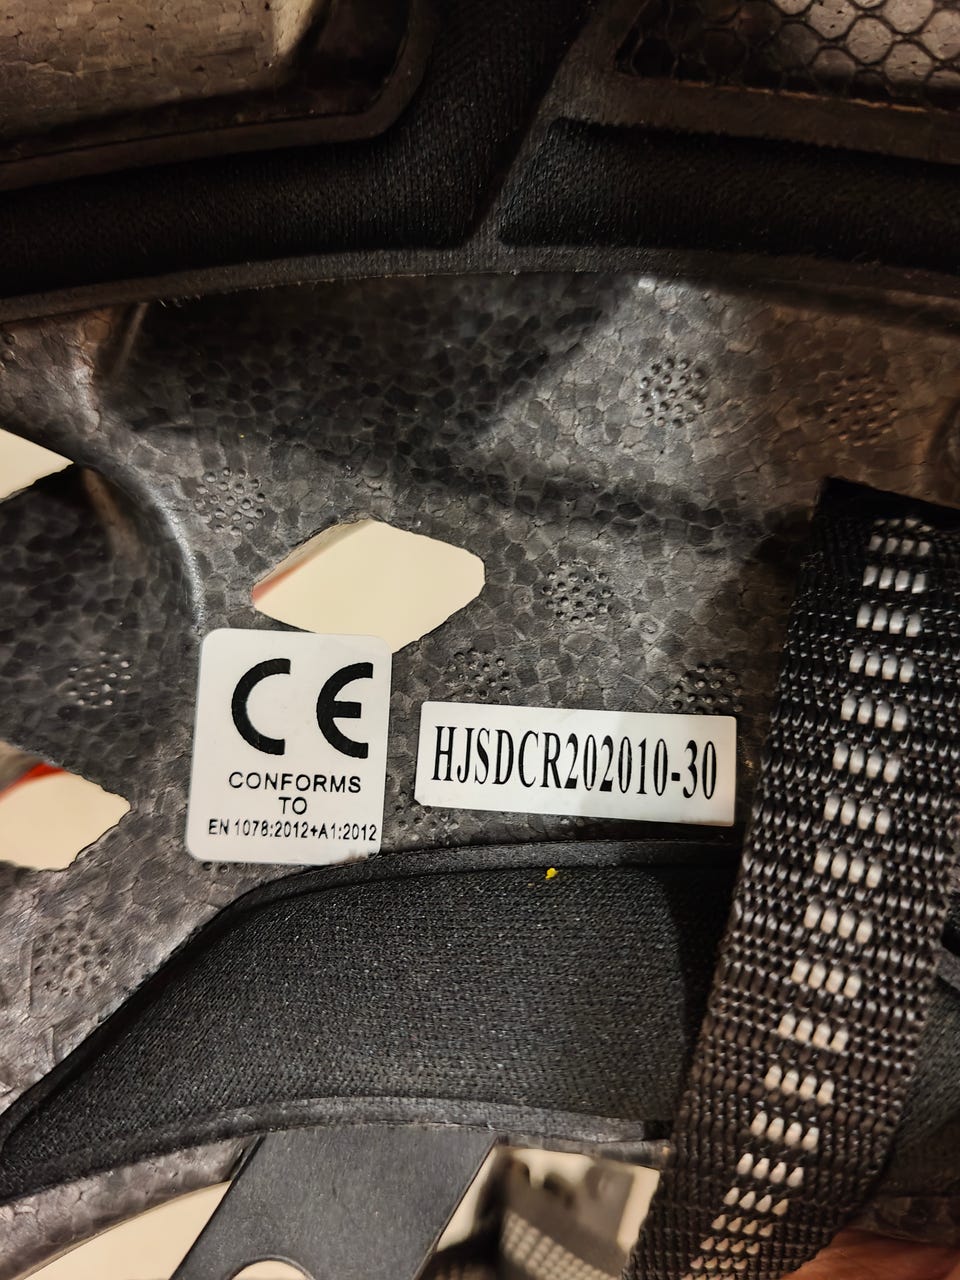 CE
CONFORMS
TO
EN 1078:2012+A1:2012
HJSDCR202010-30